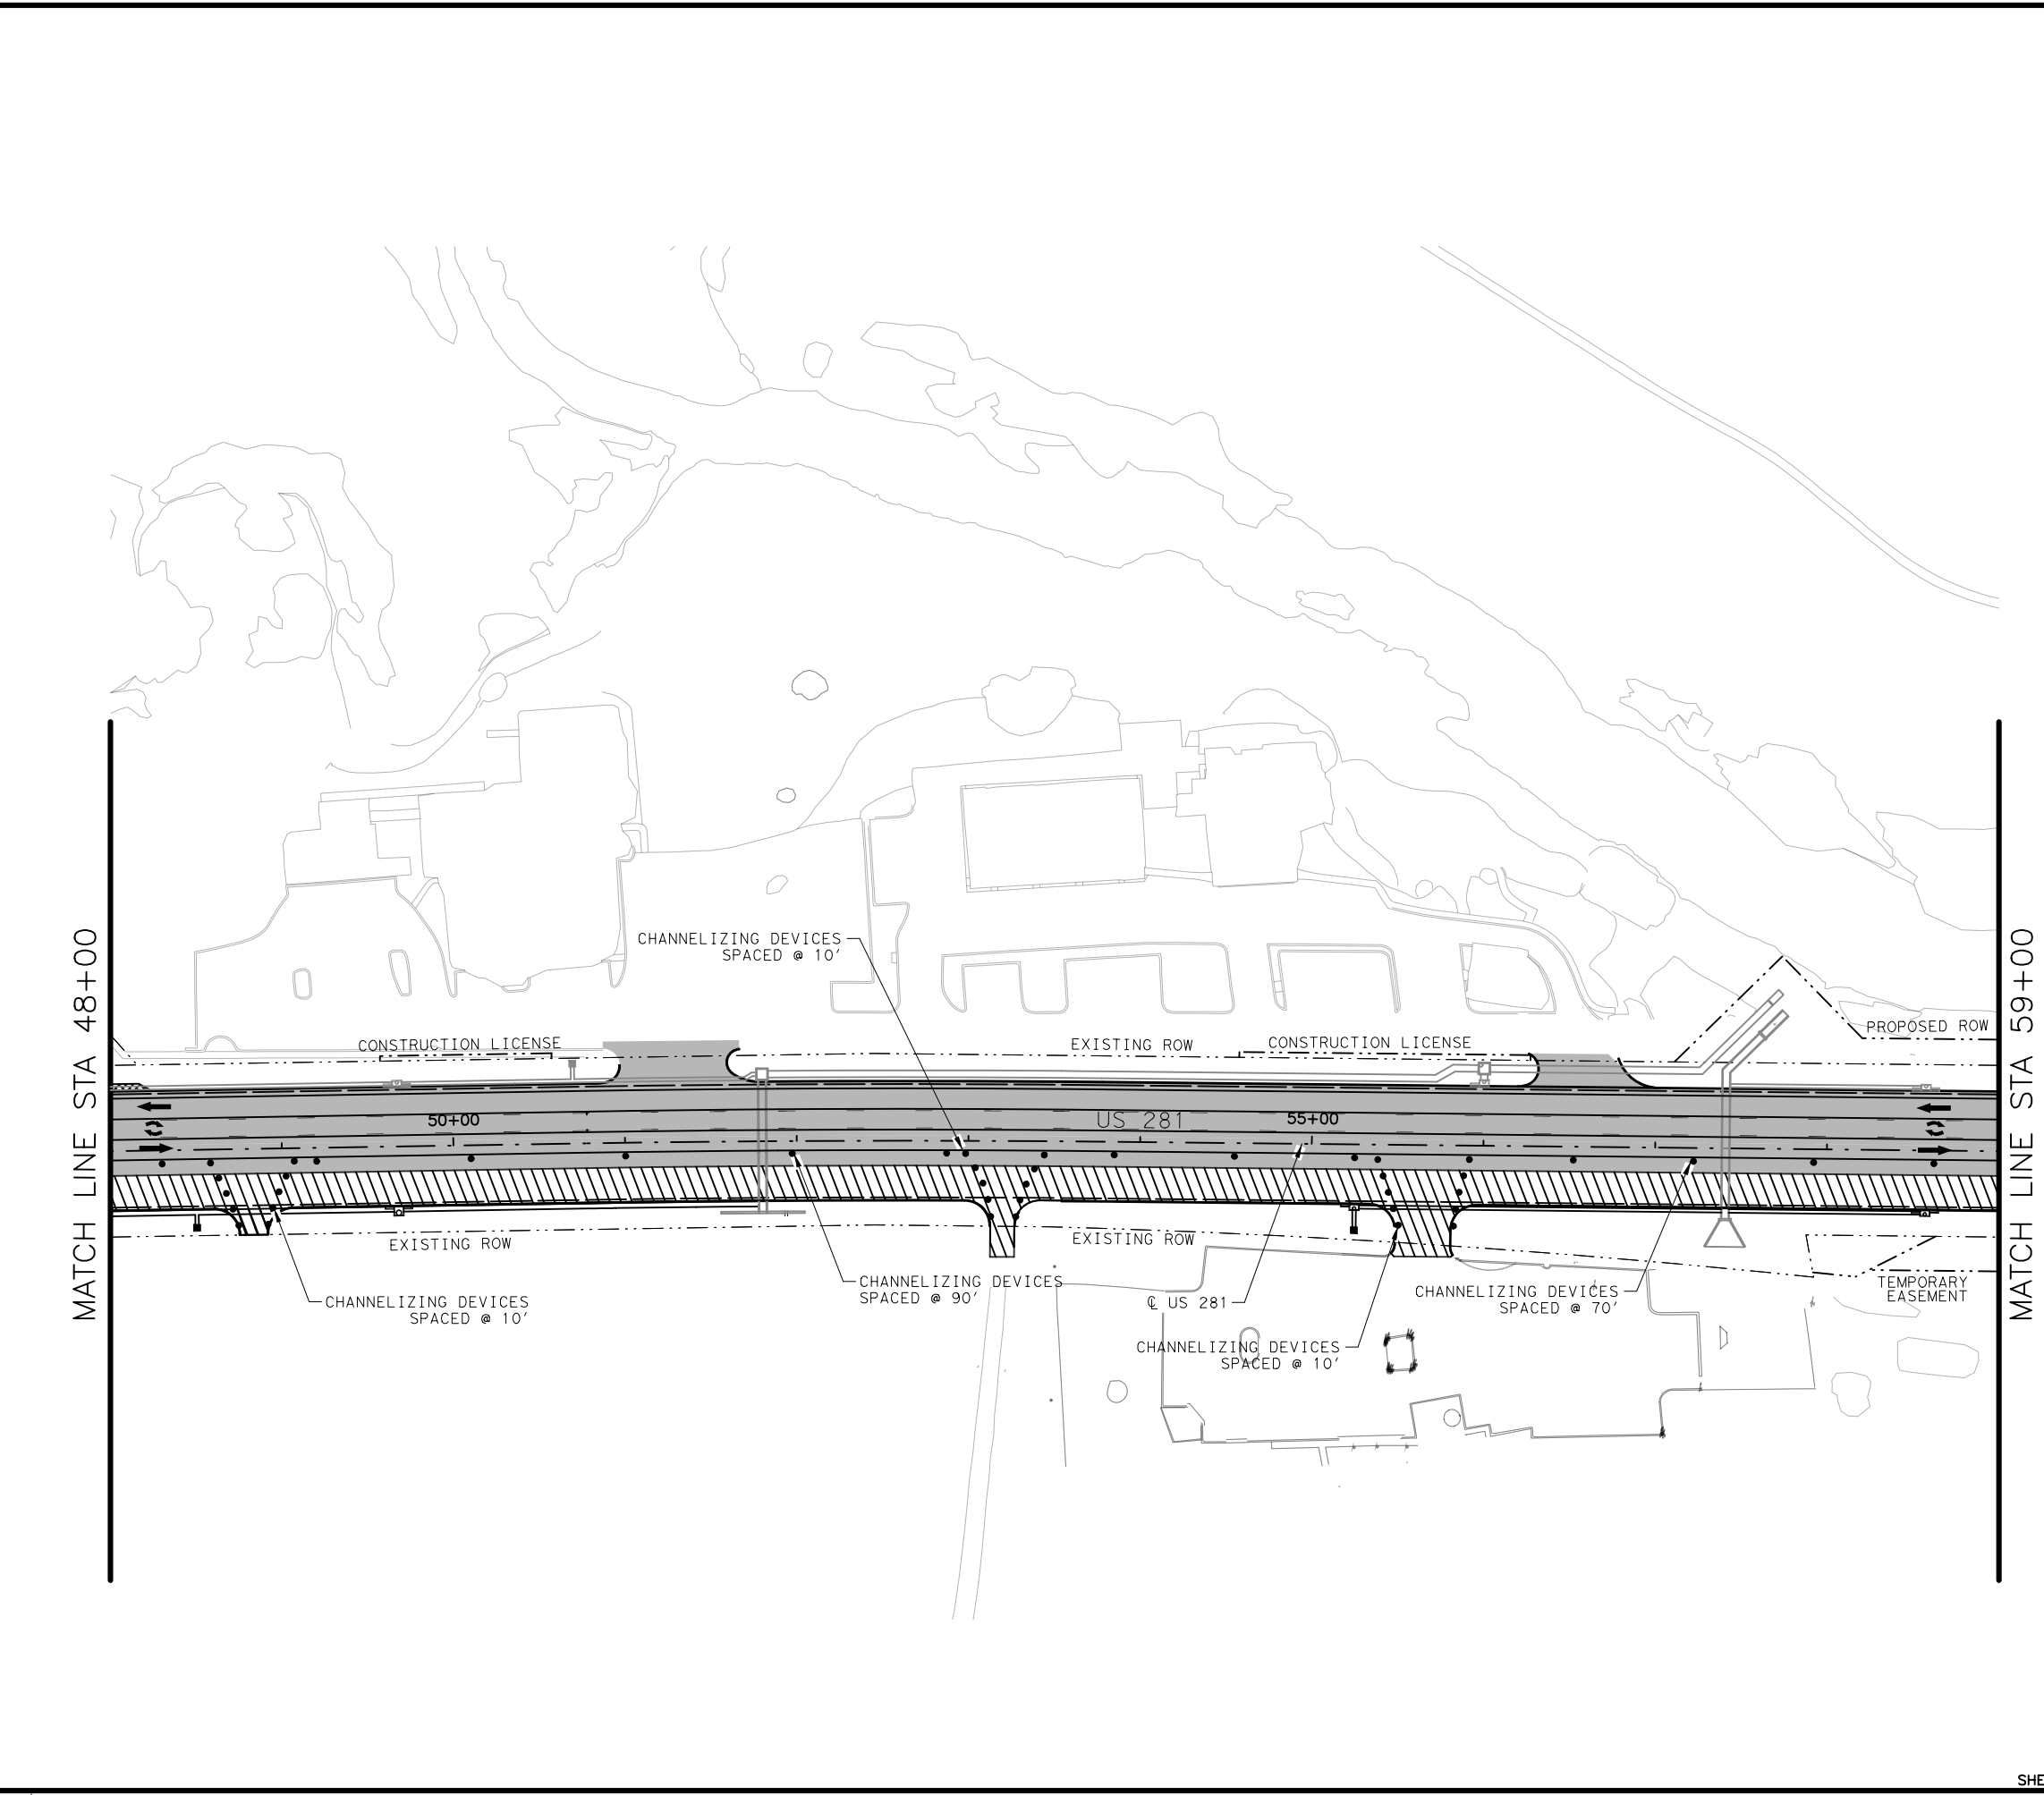 CHANNELIZING DEVICES
SPACED @ 10'
MATCH LINE STA 48+00
MATCH LINE STA 59+00
CONSTRUCTION LICENSE
EXISTING ROW
CONSTRUCTION LICENSE
PROPOSED ROW
50+00
US 281
55+00
EXISTING ROW
EXISTING ROW
CHANNELIZING DEVICES
SPACED @ 10'
CHANNELIZING DEVICES
SPACED @ 90'
℄ US 281
CHANNELIZING DEVICES
SPACED @ 70'
TEMPORARY
EASEMENT
CHANNELIZING DEVICES
SPACED @ 10'
SHE